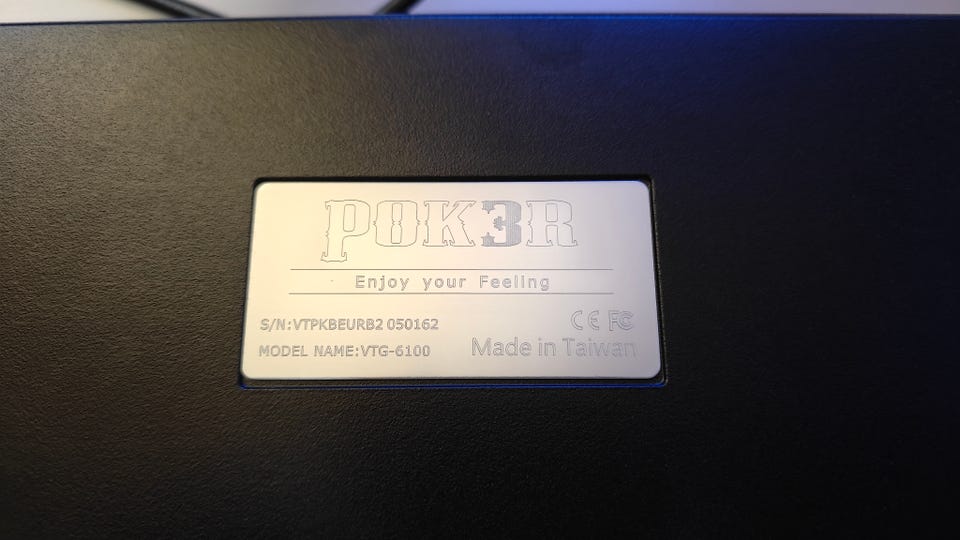 POK3R
Enjoy your Feeling
S/N:VTPKBEURB2 050162
CE FC
MODEL NAME:VTG-6100
Made in Taiwan